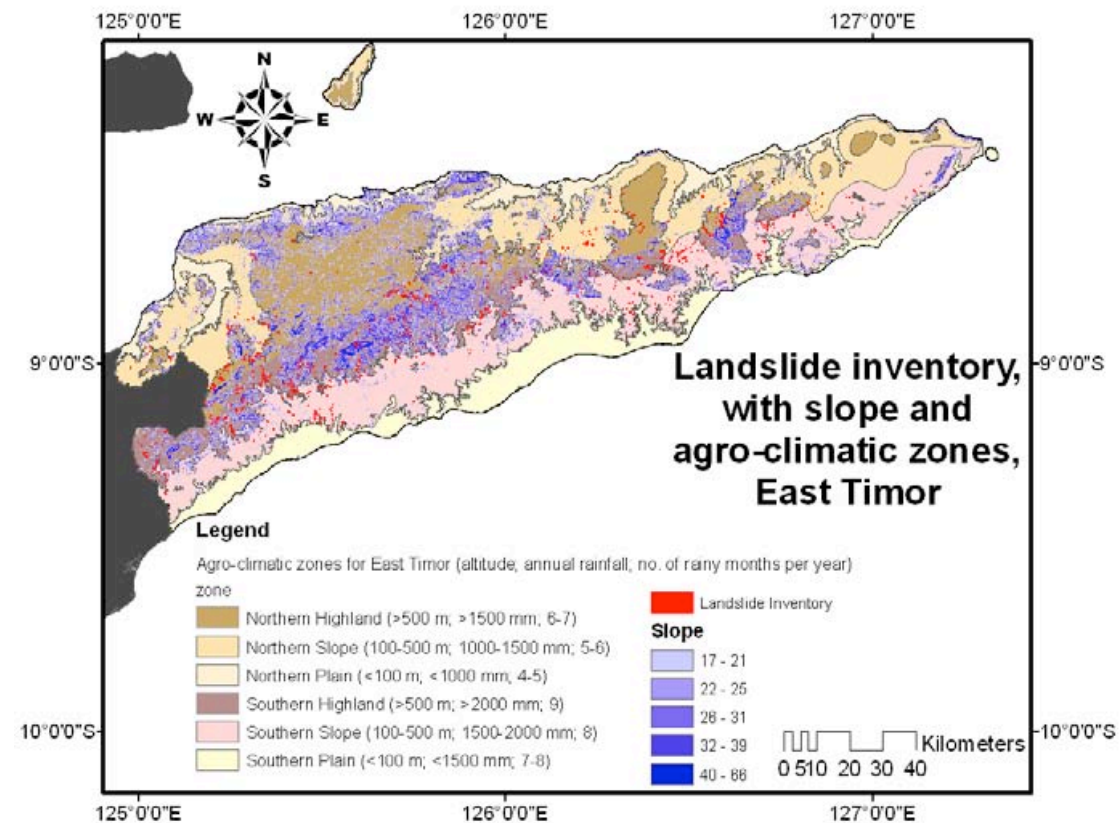 125°0'0"E 126°0'0"E 127°0'0"E
N
W E
S
9°0'0"S 9°0'0"S
Landslide inventory,
with slope and
agro-climatic zones,
East Timor
Legend
Agro-climatic zones for East Timor (altitude; annual rainfall; no. of rainy months per year)
zone
Northern Highland (>500 m; >1500 mm; 6-7)
Northern Slope (100-500 m; 1000-1500 mm; 5-6)
Northern Plain (<100 m; <1000 mm; 4-5)
Southern Highland (>500 m; >2000 mm; 9)
Southern Slope (100-500 m; 1500-2000 mm; 8)
Southern Plain (<100 m; <1500 mm; 7-8)
Landslide Inventory
Slope
17 - 21
22 - 25
26 - 31
32 - 39
40 - 66
Kilometers
0 5 10 20 30 40
10°0'0"S 10°0'0"S
125°0'0"E 126°0'0"E 127°0'0"E